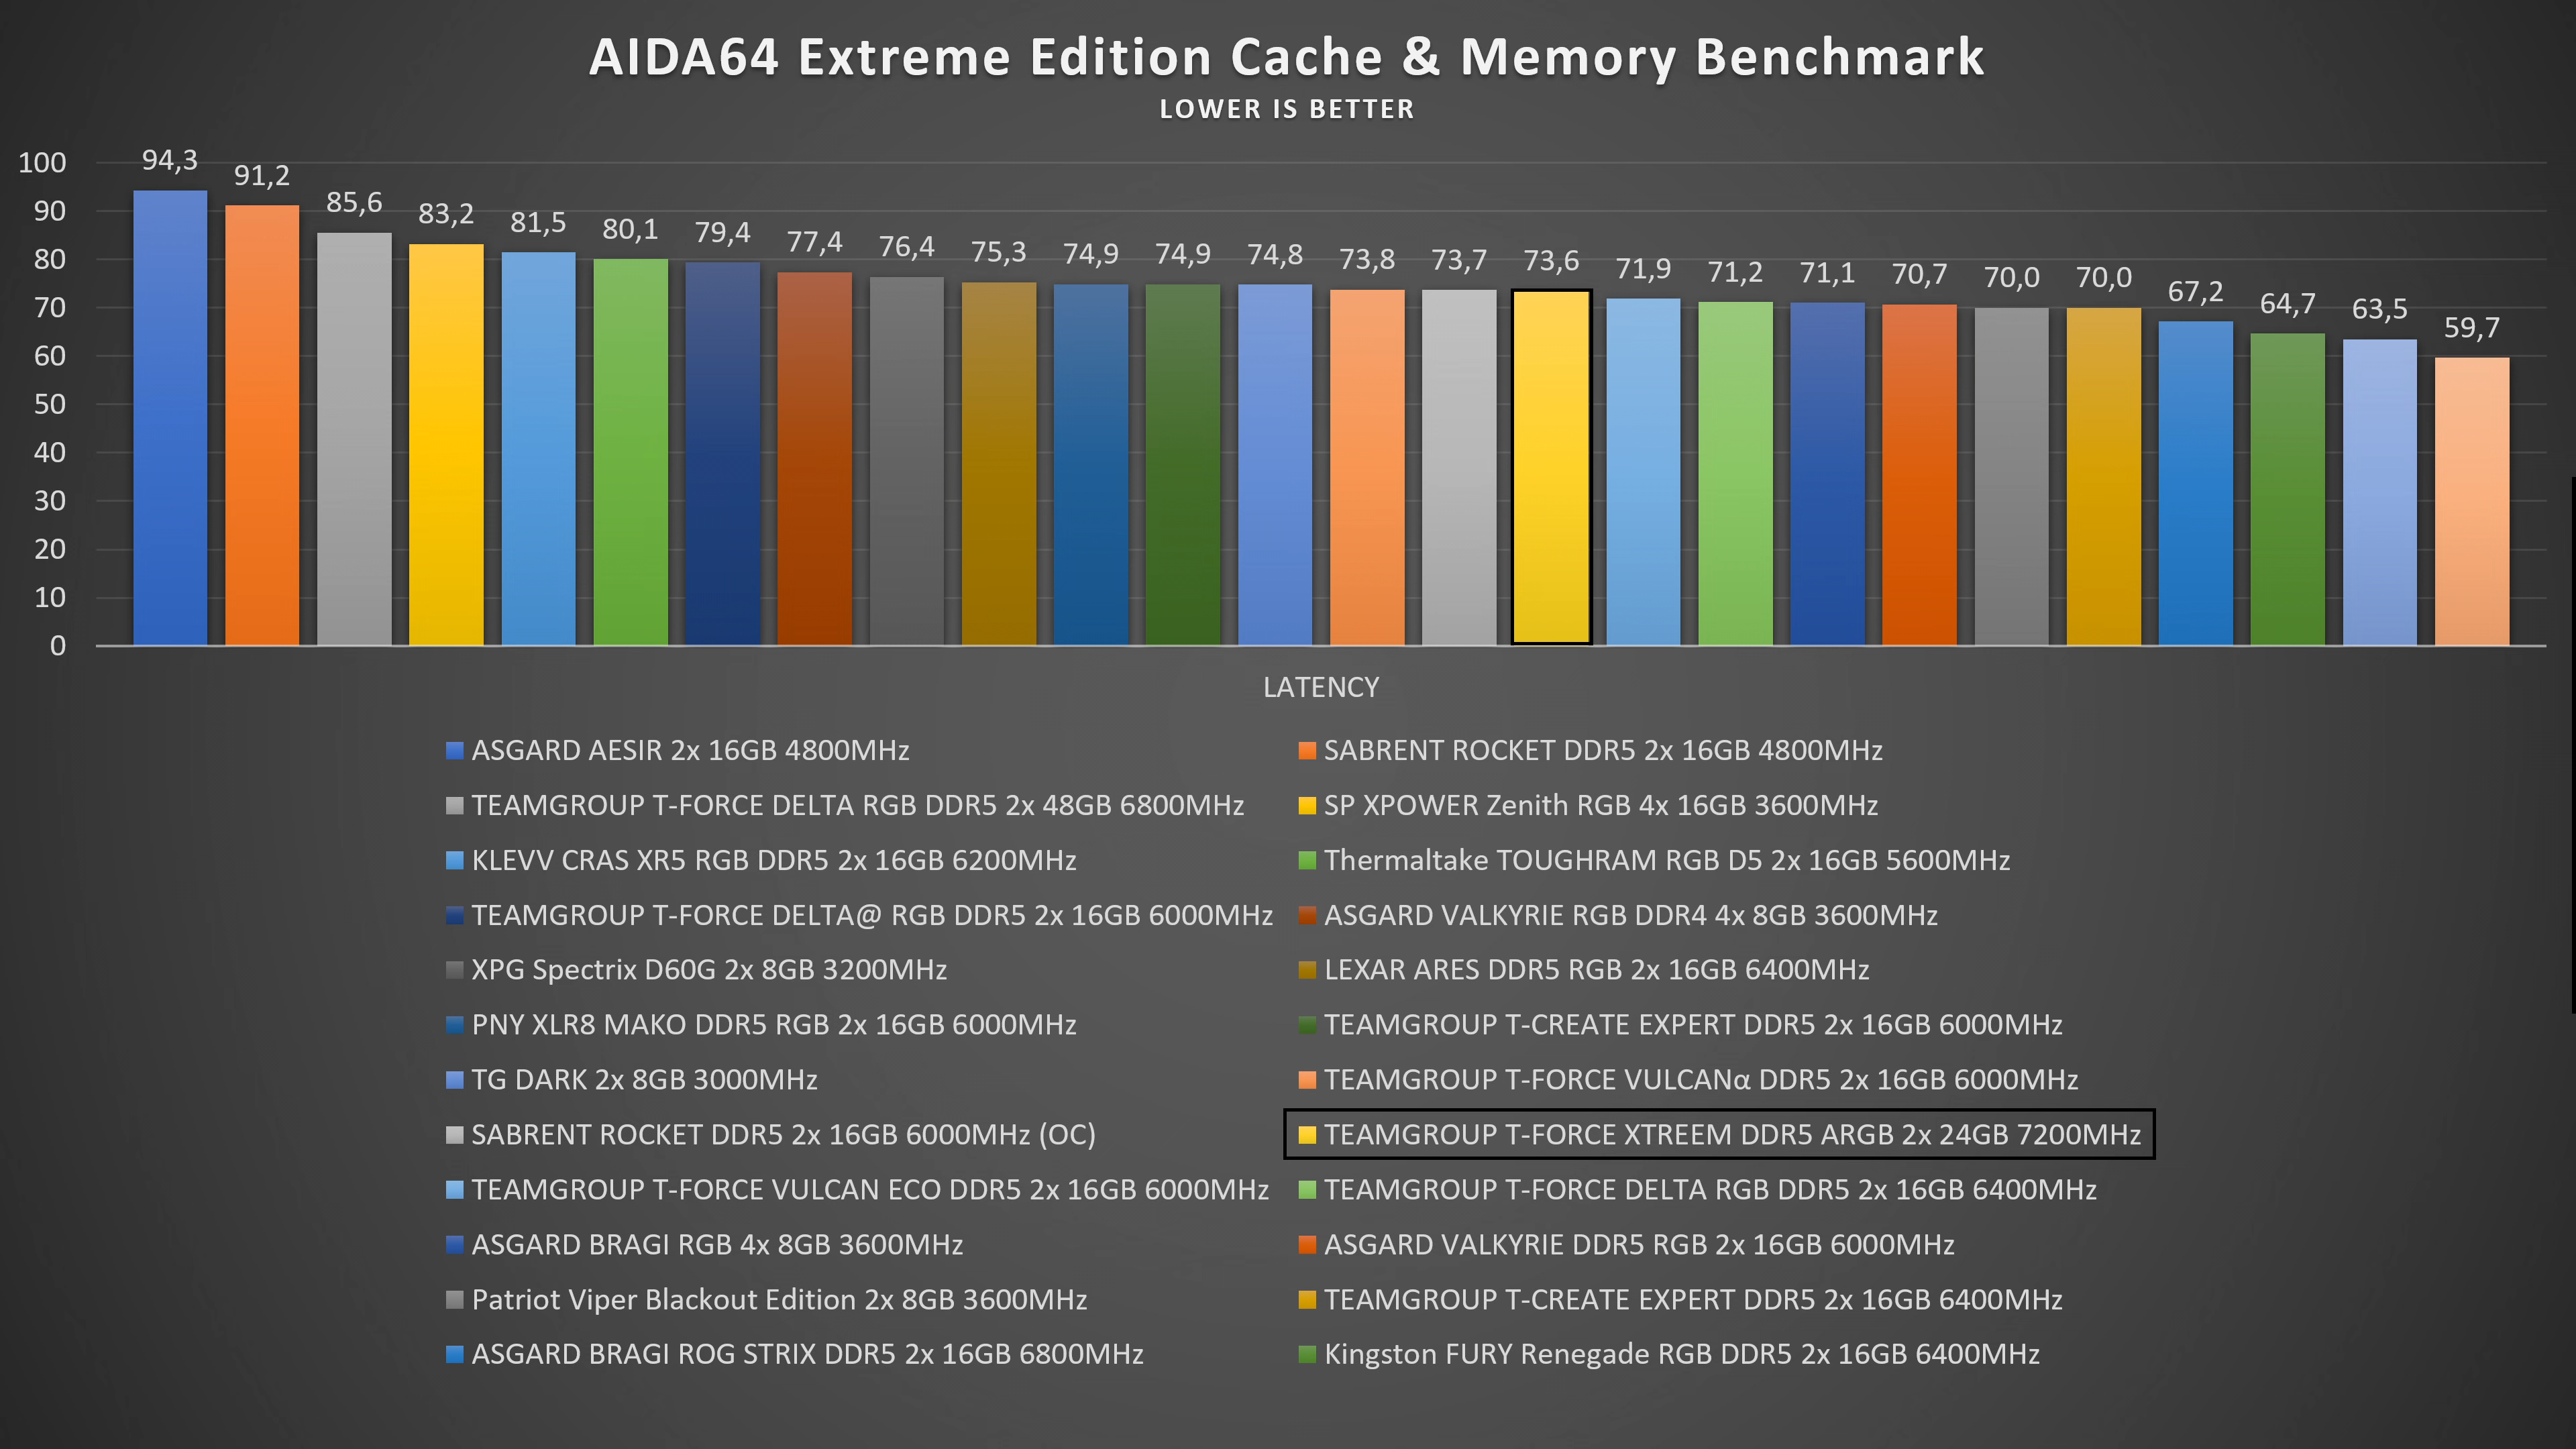 AIDA64 Extreme Edition Cache & Memory Benchmark
LOWER IS BETTER
100
90
80
70
60
50
40
30
20
10
0
94,3
91,2
85,6
83,2
81,5
80,1
79,4
77,4
76,4
75,3
74,9
74,9
74,8
73,8
73,7
73,6
71,9
71,2
71,1
70,7
70,0
70,0
67,2
64,7
63,5
59,7
LATENCY
ASGARD AESIR 2x 16GB 4800MHz
SABRENT ROCKET DDR5 2x 16GB 4800MHz
TEAMGROUP T-FORCE DELTA RGB DDR5 2x 48GB 6800MHz
SP XPOWER Zenith RGB 4x 16GB 3600MHz
KLEVV CRAS XR5 RGB DDR5 2x 16GB 6200MHz
Thermaltake TOUGHRAM RGB D5 2x 16GB 5600MHz
TEAMGROUP T-FORCE DELTA@ RGB DDR5 2x 16GB 6000MHz
ASGARD VALKYRIE RGB DDR4 4x 8GB 3600MHz
XPG Spectrix D60G 2x 8GB 3200MHz
LEXAR ARES DDR5 RGB 2x 16GB 6400MHz
PNY XLR8 MAKO DDR5 RGB 2x 16GB 6000MHz
TEAMGROUP T-CREATE EXPERT DDR5 2x 16GB 6000MHz
TG DARK 2x 8GB 3000MHz
TEAMGROUP T-FORCE VULCANα DDR5 2x 16GB 6000MHz
SABRENT ROCKET DDR5 2x 16GB 6000MHz (OC)
TEAMGROUP T-FORCE XTREEM DDR5 ARGB 2x 24GB 7200MHz
TEAMGROUP T-FORCE VULCAN ECO DDR5 2x 16GB 6000MHz
TEAMGROUP T-FORCE DELTA RGB DDR5 2x 16GB 6400MHz
ASGARD BRAGI RGB 4x 8GB 3600MHz
ASGARD VALKYRIE DDR5 RGB 2x 16GB 6000MHz
Patriot Viper Blackout Edition 2x 8GB 3600MHz
TEAMGROUP T-CREATE EXPERT DDR5 2x 16GB 6400MHz
ASGARD BRAGI ROG STRIX DDR5 2x 16GB 6800MHz
Kingston FURY Renegade RGB DDR5 2x 16GB 6400MHz